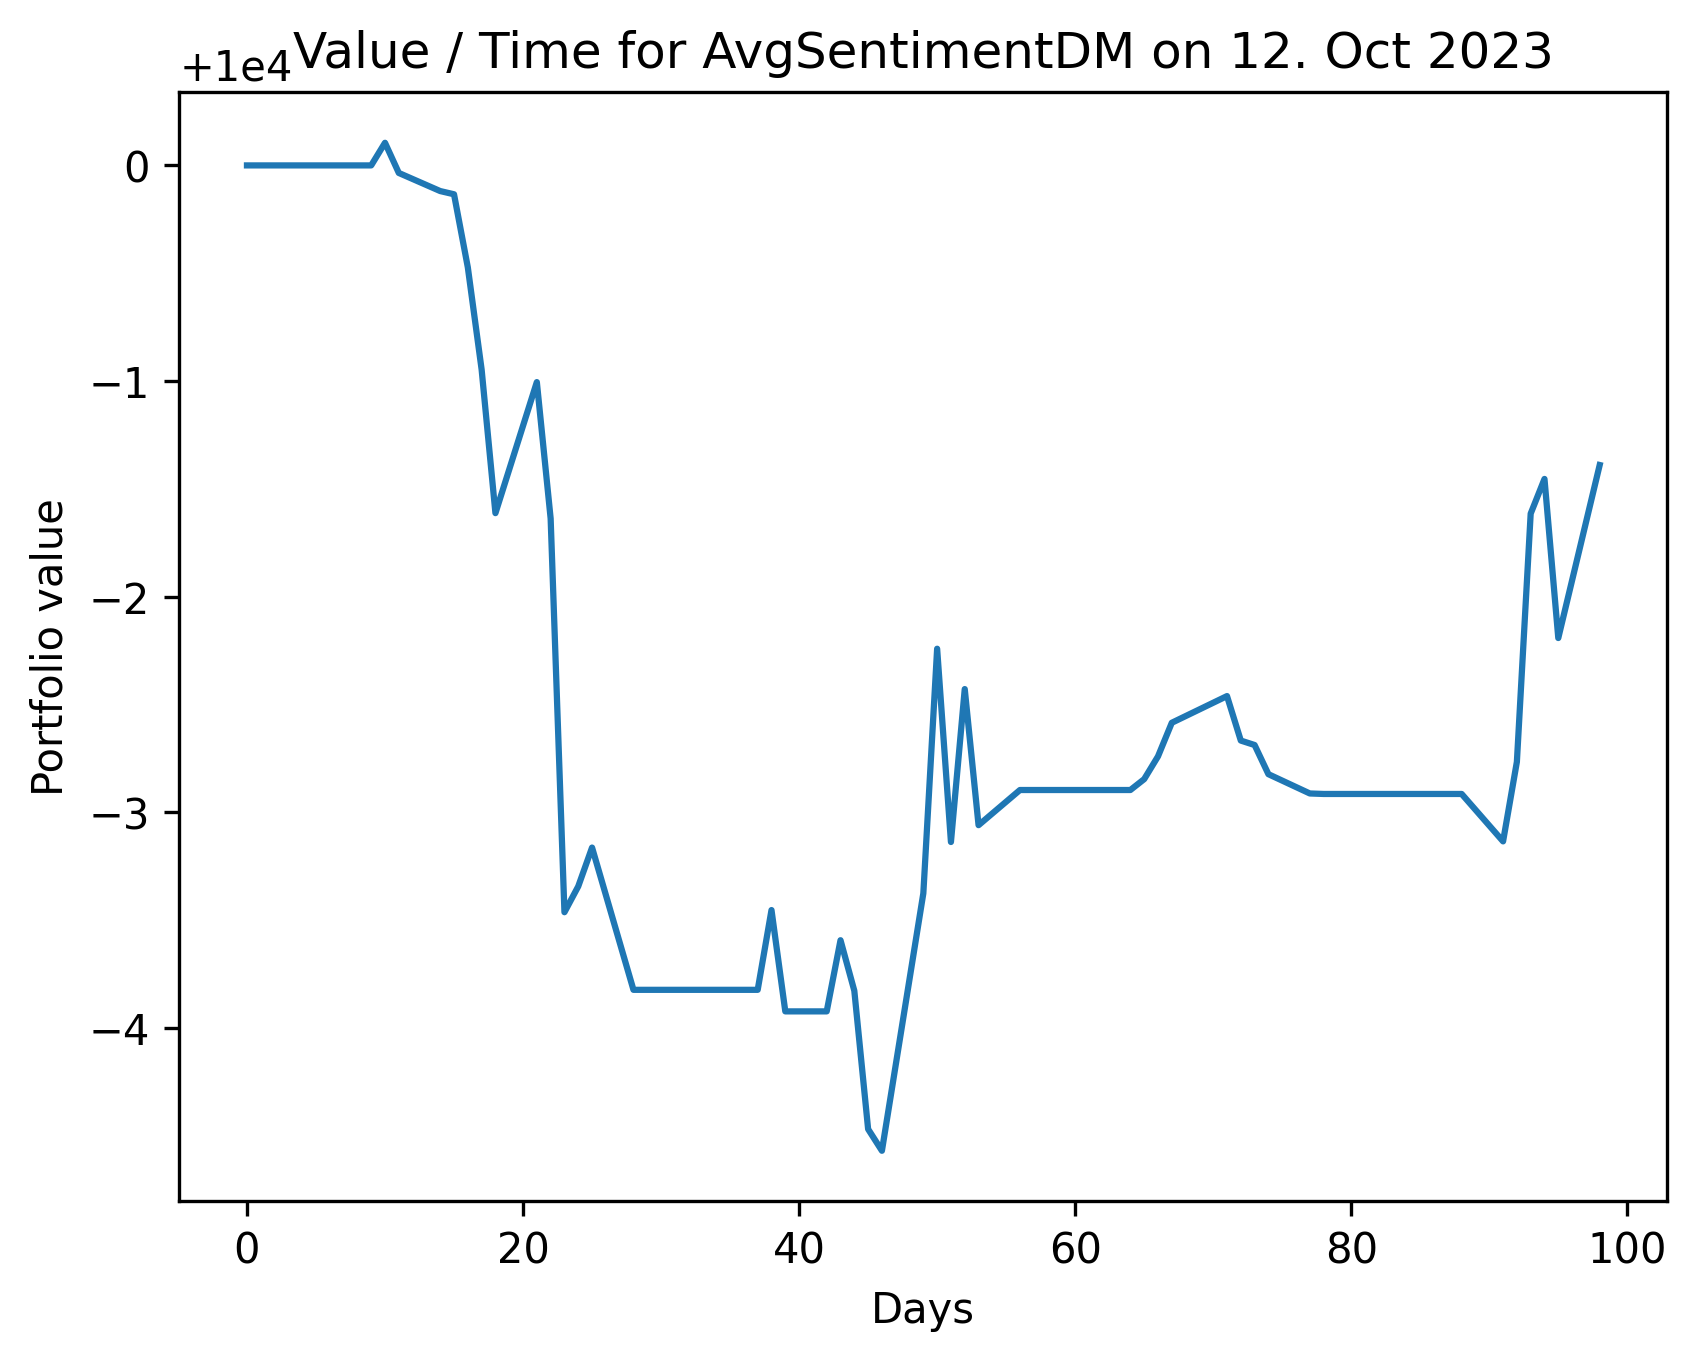 Value / Time for AvgSentimentDM on 12. Oct 2023
+1e4
0
−1
−2
−3
−4
Portfolio value
0 20 40 60 80 100
Days